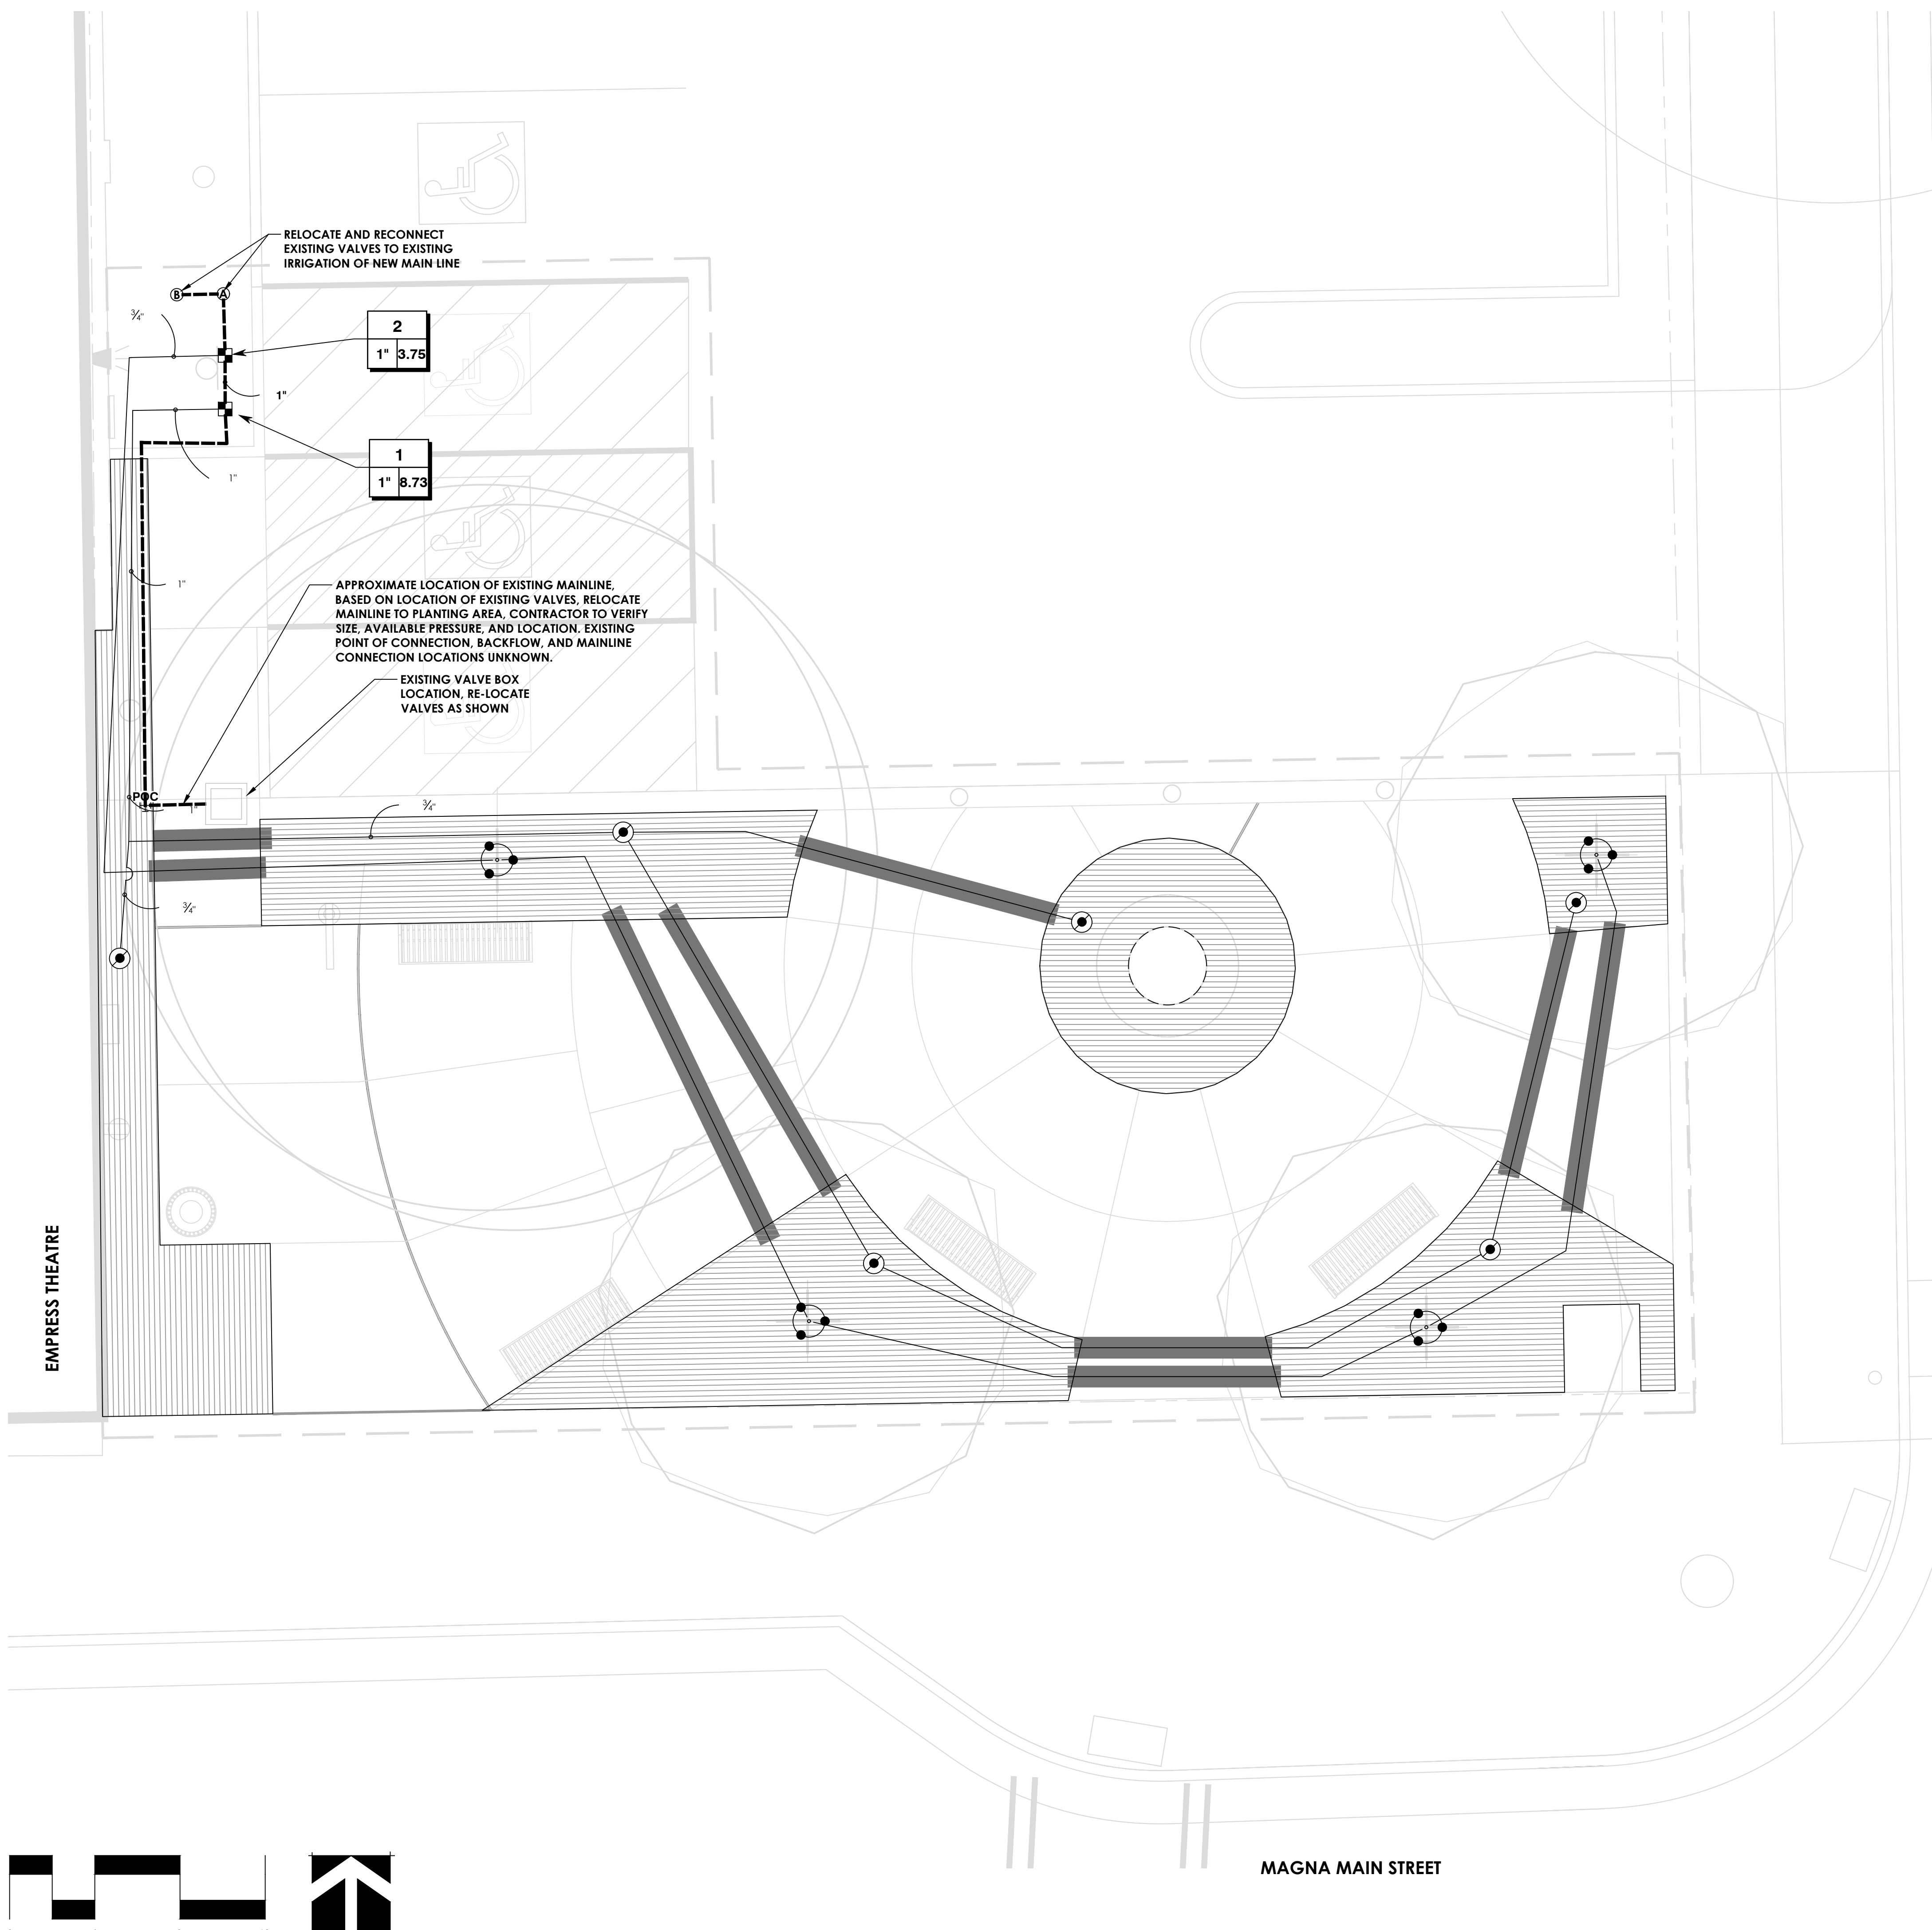 RELOCATE AND RECONNECT
EXISTING VALVES TO EXISTING
IRRIGATION OF NEW MAIN LINE
B
A
¾"
2
1" 3.75
1"
1
1" 8.73
1"
1"
APPROXIMATE LOCATION OF EXISTING MAINLINE,
BASED ON LOCATION OF EXISTING VALVES, RELOCATE
MAINLINE TO PLANTING AREA, CONTRACTOR TO VERIFY
SIZE, AVAILABLE PRESSURE, AND LOCATION. EXISTING
POINT OF CONNECTION, BACKFLOW, AND MAINLINE
CONNECTION LOCATIONS UNKNOWN.
EXISTING VALVE BOX
LOCATION, RE-LOCATE
VALVES AS SHOWN
POC
1"
¾"
¾"
EMPRESS THEATRE
MAGNA MAIN STREET